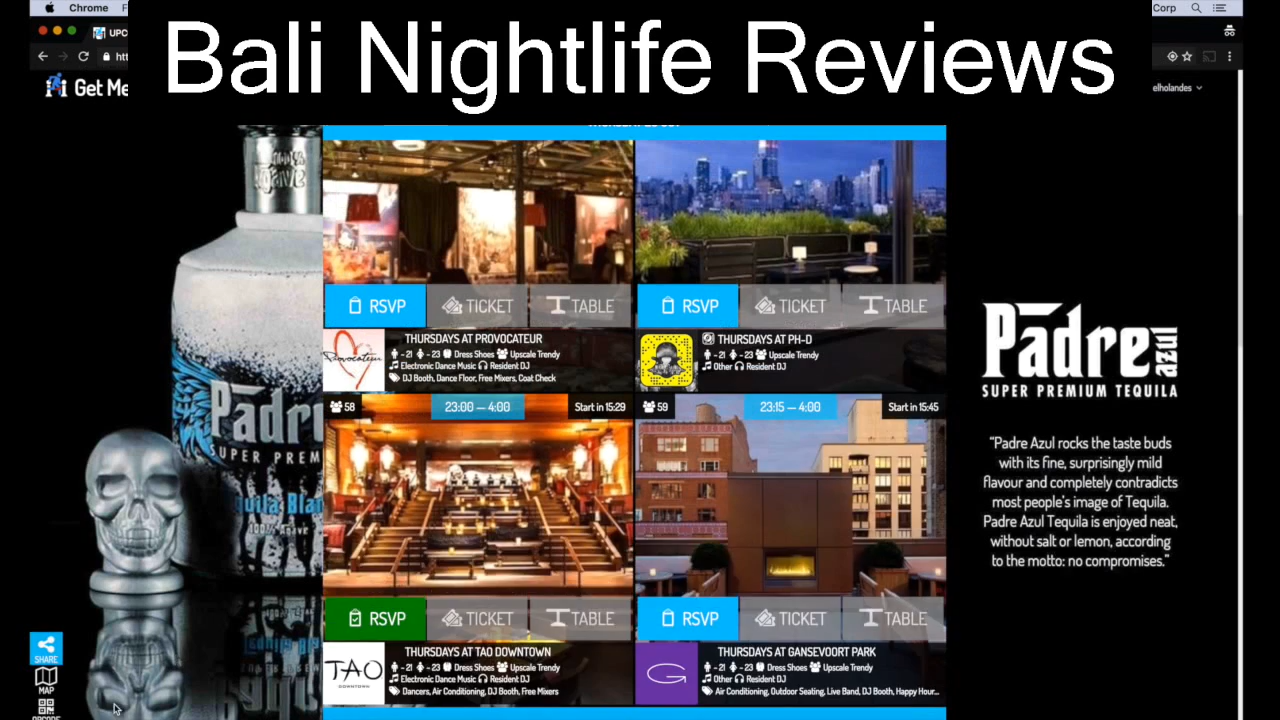 Chrome
Corp
Bali Nightlife Reviews
Get Me
elholandes
100%
Agave
RSVP TICKET TABLE
RSVP TICKET TABLE
THURSDAYS AT PROVOCATEUR
- 21 - 23 Dress Shoes Upscale Trendy
Electronic Dance Music Resident DJ
DJ Booth, Dance Floor, Free Mixers, Coat Check
Provocateur
THURSDAYS AT PH-D
- 21 - 23 Upscale Trendy
Other Resident DJ
58 23:00 — 4:00 Start in 15:29
59 23:15 — 4:00 Start in 15:45
Padre
azul
SUPER PREMIUM TEQUILA
"Padre Azul rocks the taste buds
with its fine, surprisingly mild
flavour and completely contradicts
most people's image of Tequila.
Padre Azul Tequila is enjoyed neat,
without salt or lemon, according
to the motto: no compromises."
RSVP TICKET TABLE
RSVP TICKET TABLE
THURSDAYS AT TAO DOWNTOWN
- 21 - 23 Dress Shoes Upscale Trendy
Electronic Dance Music Resident DJ
Dancers, Air Conditioning, DJ Booth, Free Mixers
TAO
DOWNTOWN
THURSDAYS AT GANSEVOORT PARK
- 21 - 23 Dress Shoes Upscale Trendy
Other Resident DJ
Air Conditioning, Outdoor Seating, Live Band, DJ Booth, Happy Hour...
SHARE
MAP